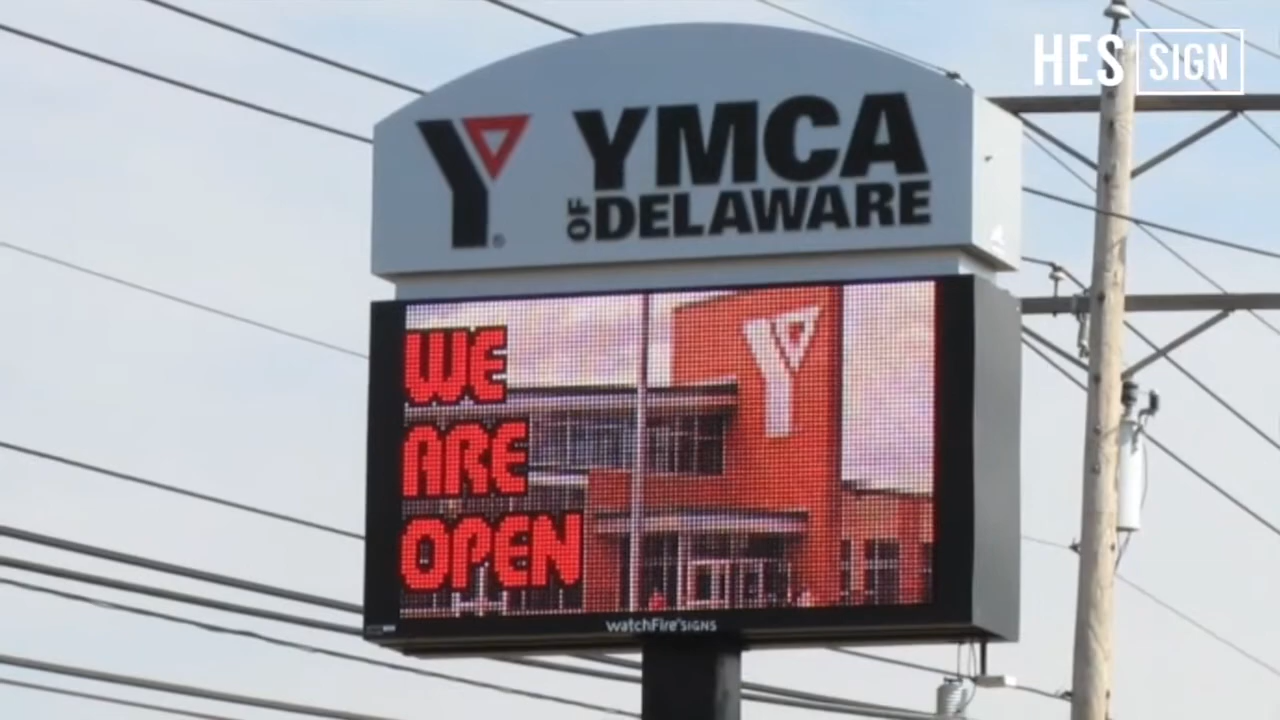 HES SIGN
YMCA
OF DELAWARE
®
WE
ARE
OPEN
watchFire SIGNS